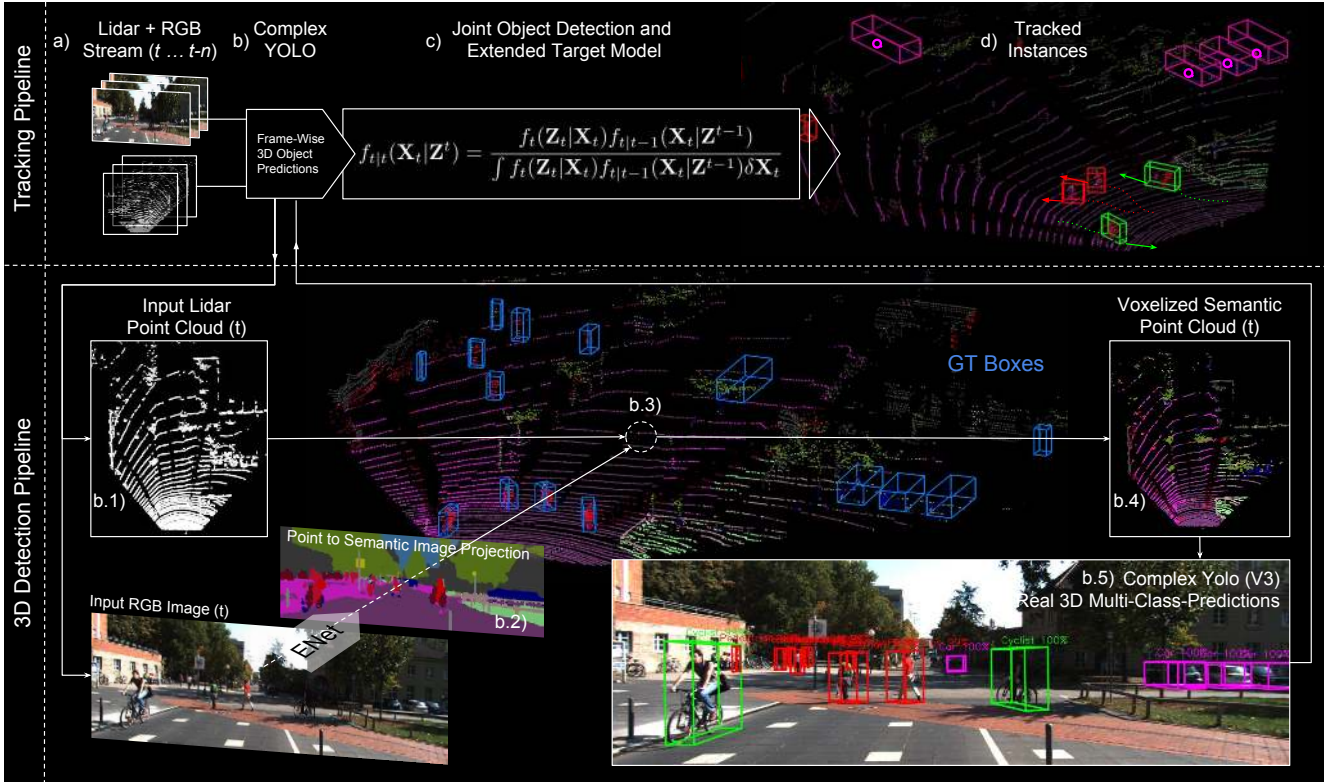 Tracking Pipeline
a)
Lidar + RGB
Stream (t … t-n)
b)
Complex
YOLO
c)
Joint Object Detection and
Extended Target Model
d)
Tracked
Instances
Frame-Wise
3D Object
Predictions
f_{t|t}(X_t|Z^t) = \frac{f_t(Z_t|X_t)f_{t|t-1}(X_t|Z^{t-1})}{\int f_t(Z_t|X_t)f_{t|t-1}(X_t|Z^{t-1})δX_t}
3D Detection Pipeline
Input Lidar
Point Cloud (t)
b.1)
GT Boxes
b.3)
Voxelized Semantic
Point Cloud (t)
b.4)
Point to Semantic Image Projection
b.2)
Input RGB Image (t)
ENet
b.5) Complex Yolo (V3)
Real 3D Multi-Class-Predictions
Cyclist 100%
Car 100%